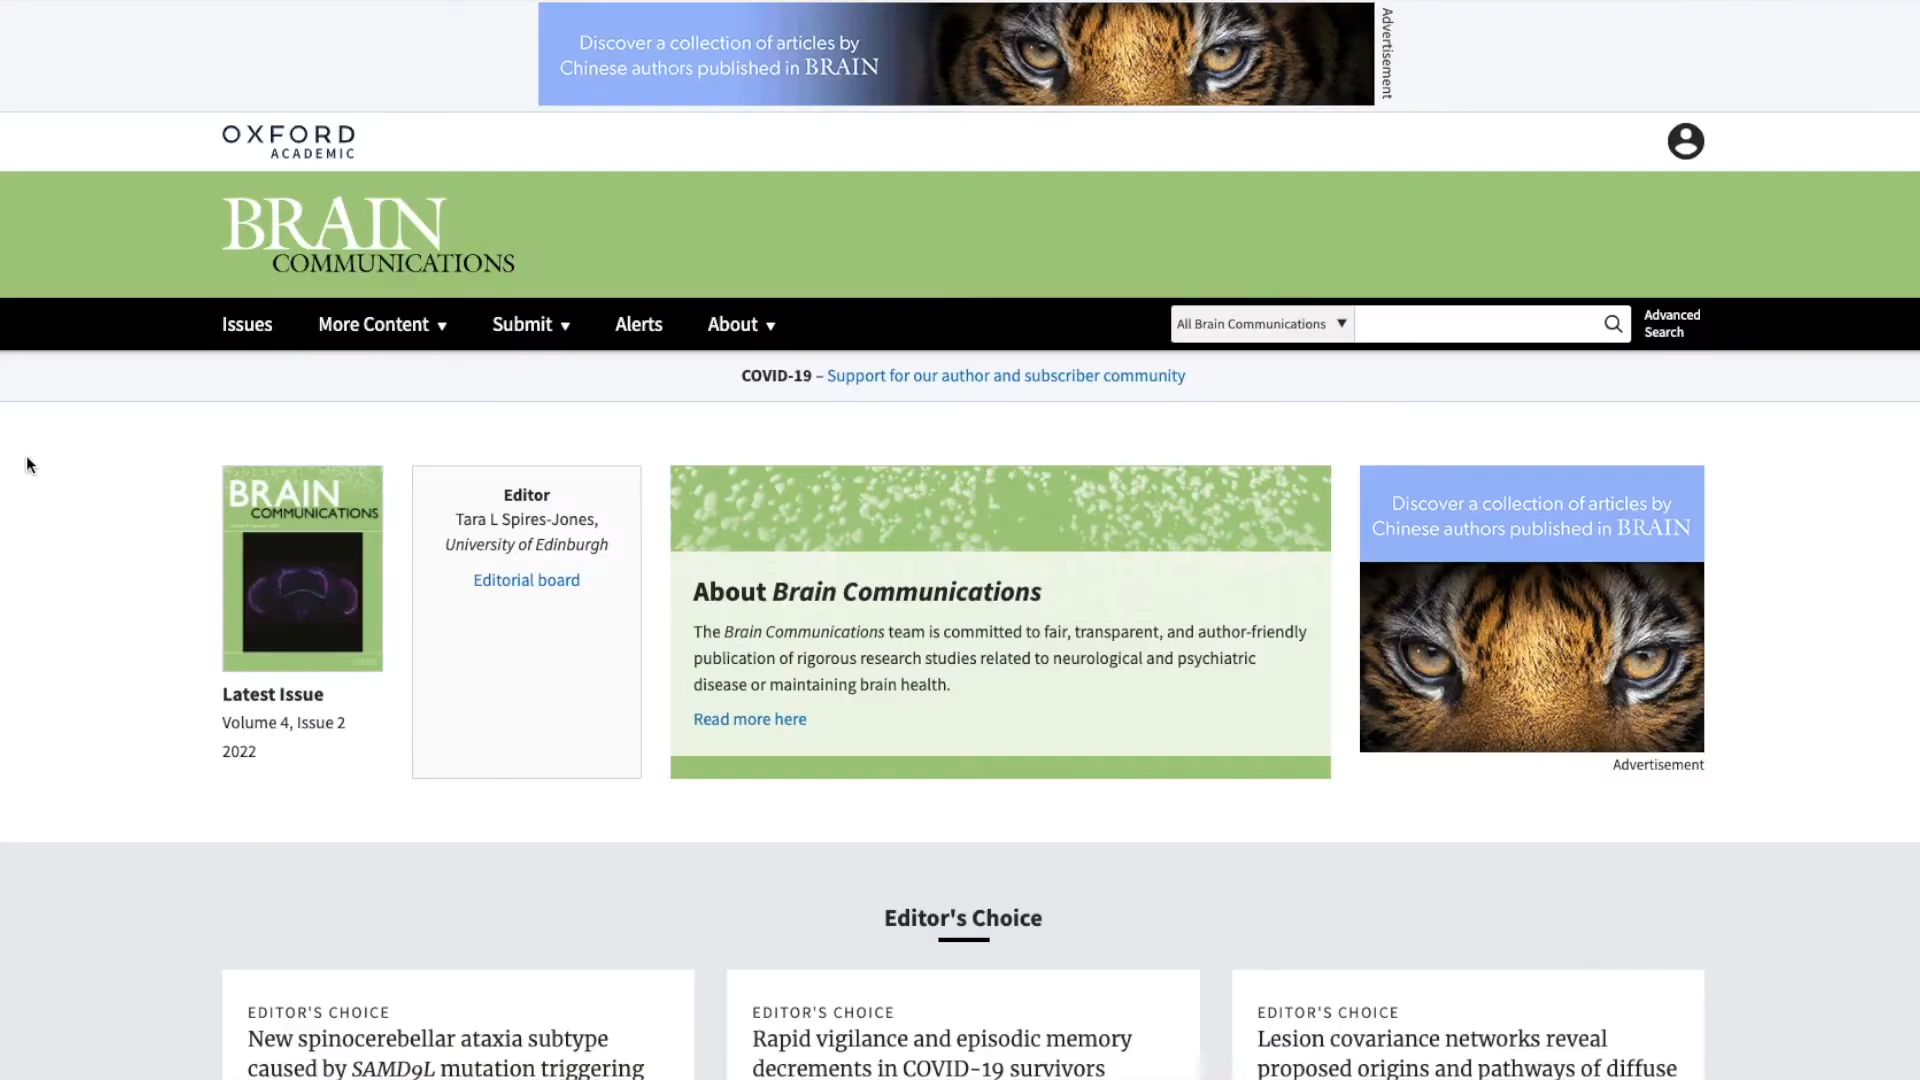 Discover a collection of articles by
Chinese authors published in BRAIN
Advertisement
OXFORD
ACADEMIC
BRAIN
COMMUNICATIONS
Issues More Content ▼ Submit ▼ Alerts About ▼ All Brain Communications ▼ Advanced
Search
COVID-19 – Support for our author and subscriber community
BRAIN
COMMUNICATIONS
Latest Issue
Volume 4, Issue 2
2022
Editor
Tara L Spires-Jones,
University of Edinburgh
Editorial board
About Brain Communications
The Brain Communications team is committed to fair, transparent, and author-friendly
publication of rigorous research studies related to neurological and psychiatric
disease or maintaining brain health.
Read more here
Discover a collection of articles by
Chinese authors published in BRAIN
Advertisement
Editor's Choice
EDITOR'S CHOICE
New spinocerebellar ataxia subtype
caused by SAMD9L mutation triggering
EDITOR'S CHOICE
Rapid vigilance and episodic memory
decrements in COVID-19 survivors
EDITOR'S CHOICE
Lesion covariance networks reveal
proposed origins and pathways of diffuse